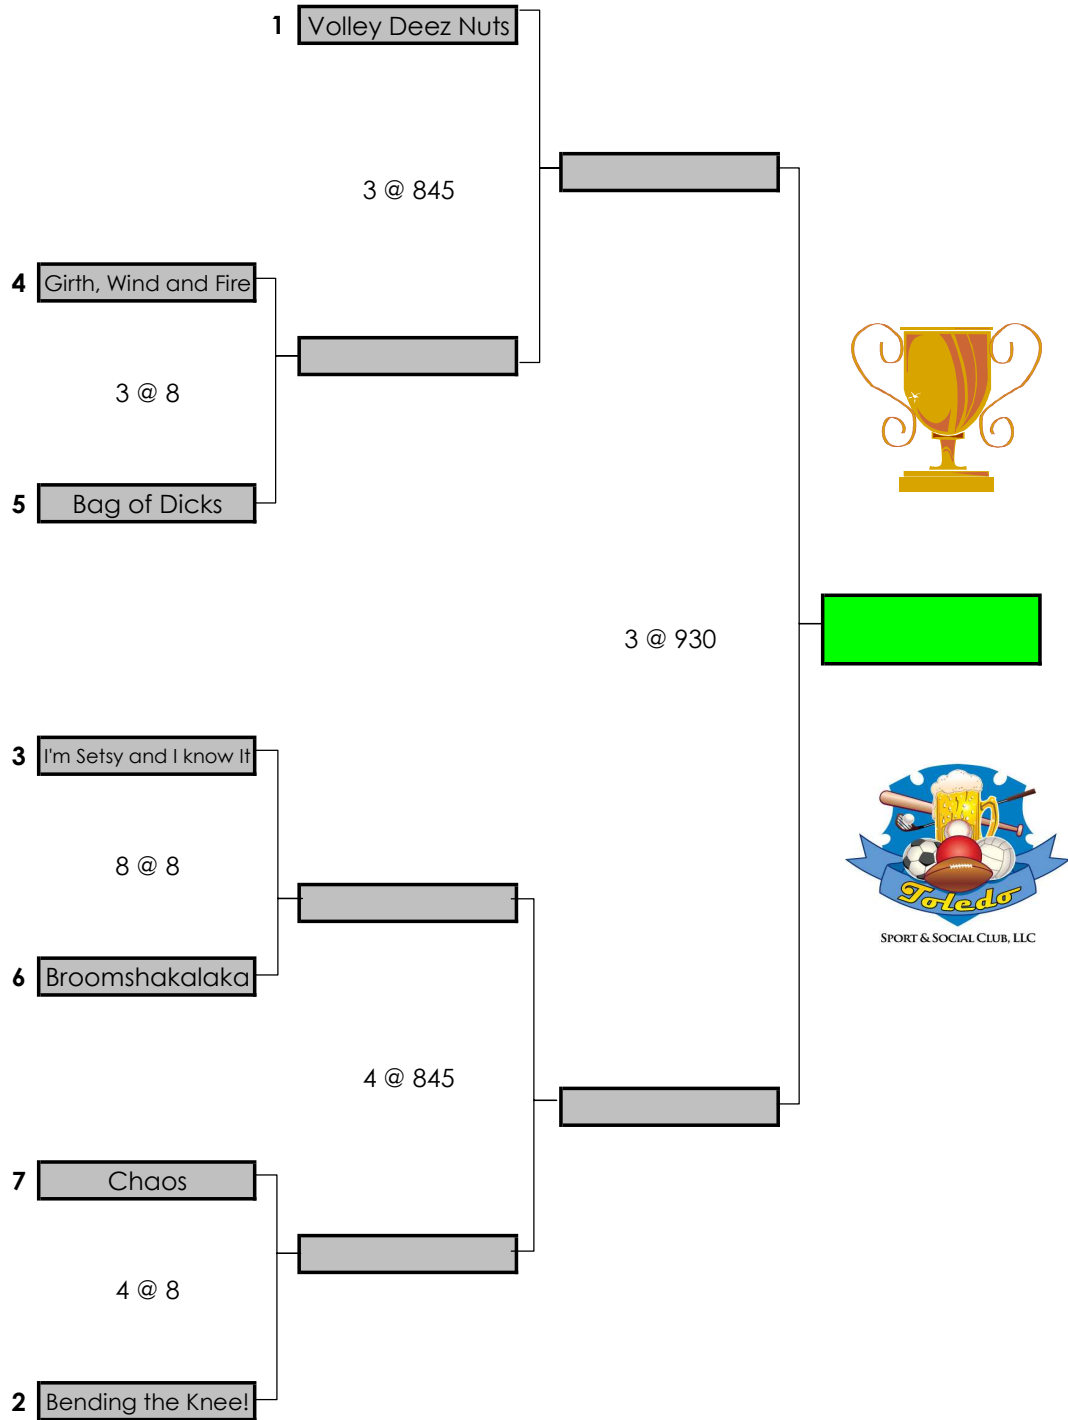 1 Volley Deez Nuts
3 @ 845
4 Girth, Wind and Fire
3 @ 8
5 Bag of Dicks
3 @ 930
3 I'm Setsy and I know It
8 @ 8
6 Broomshakalaka
Toledo
SPORT & SOCIAL CLUB, LLC
4 @ 845
7 Chaos
4 @ 8
2 Bending the Knee!